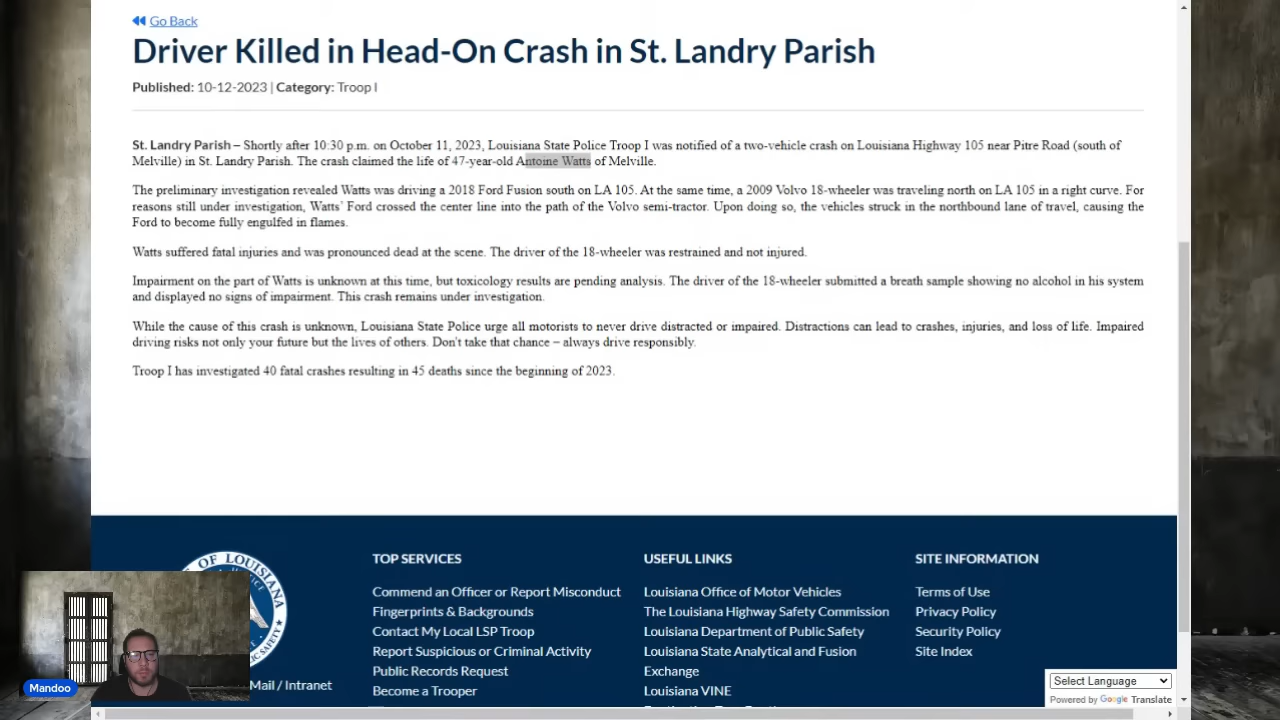 Go Back
Driver Killed in Head-On Crash in St. Landry Parish
Published: 10-12-2023 | Category: Troop I
St. Landry Parish – Shortly after 10:30 p.m. on October 11, 2023, Louisiana State Police Troop I was notified of a two-vehicle crash on Louisiana Highway 105 near Pitre Road (south of
Melville) in St. Landry Parish. The crash claimed the life of 47-year-old Antoine Watts of Melville.
The preliminary investigation revealed Watts was driving a 2018 Ford Fusion south on LA 105. At the same time, a 2009 Volvo 18-wheeler was traveling north on LA 105 in a right curve. For
reasons still under investigation, Watts' Ford crossed the center line into the path of the Volvo semi-tractor. Upon doing so, the vehicles struck in the northbound lane of travel, causing the
Ford to become fully engulfed in flames.
Watts suffered fatal injuries and was pronounced dead at the scene. The driver of the 18-wheeler was restrained and not injured.
Impairment on the part of Watts is unknown at this time, but toxicology results are pending analysis. The driver of the 18-wheeler submitted a breath sample showing no alcohol in his system
and displayed no signs of impairment. This crash remains under investigation.
While the cause of this crash is unknown, Louisiana State Police urge all motorists to never drive distracted or impaired. Distractions can lead to crashes, injuries, and loss of life. Impaired
driving risks not only your future but the lives of others. Don't take that chance – always drive responsibly.
Troop I has investigated 40 fatal crashes resulting in 45 deaths since the beginning of 2023.
OF LOUISIANA
SAFETY
Mail / Intranet
Mandoo
TOP SERVICES
Commend an Officer or Report Misconduct
Fingerprints & Backgrounds
Contact My Local LSP Troop
Report Suspicious or Criminal Activity
Public Records Request
Become a Trooper
USEFUL LINKS
Louisiana Office of Motor Vehicles
The Louisiana Highway Safety Commission
Louisiana Department of Public Safety
Louisiana State Analytical and Fusion
Exchange
Louisiana VINE
SITE INFORMATION
Terms of Use
Privacy Policy
Security Policy
Site Index
Select Language
Powered by Google Translate